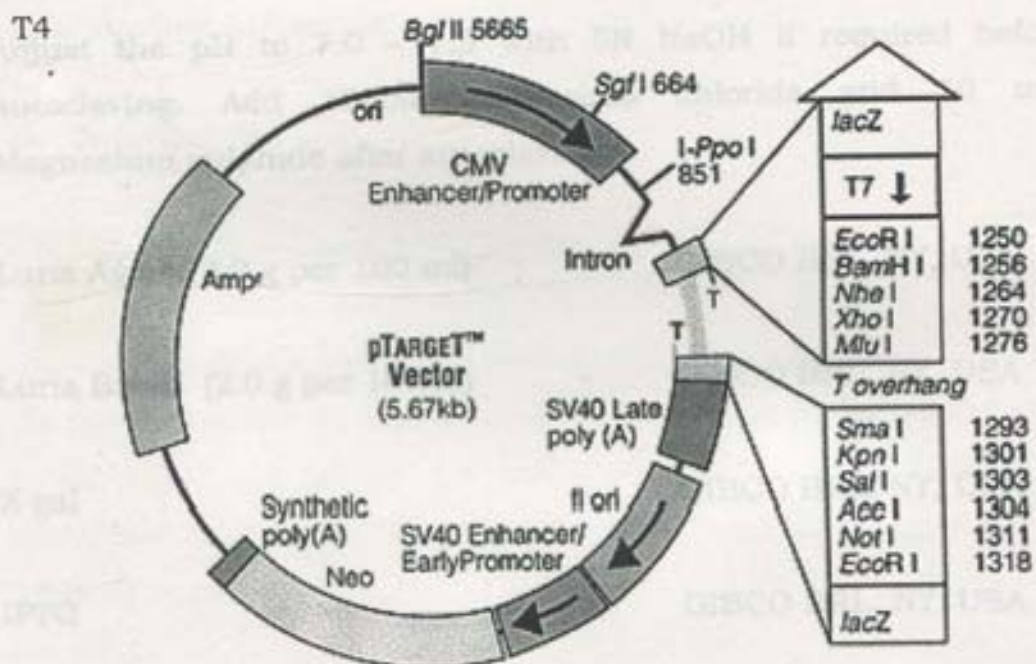 T4
Bgl II 5665
Sgf I 664
ori
CMV
Enhancer/Promoter
I-Ppo I
851
Intron
Ampr
T
T
pTARGET™
Vector
(5.67kb)
SV40 Late
poly (A)
Synthetic
poly(A)
SV40 Enhancer/
Early Promoter
fl ori
Neo
lacZ
T7
EcoR I 1250
BamH I 1256
Nhe I 1264
Xho I 1270
Mlu I 1276
T overhang
Sma I 1293
Kpn I 1301
Sal I 1303
Acc I 1304
Not I 1311
EcoR I 1318
lacZ